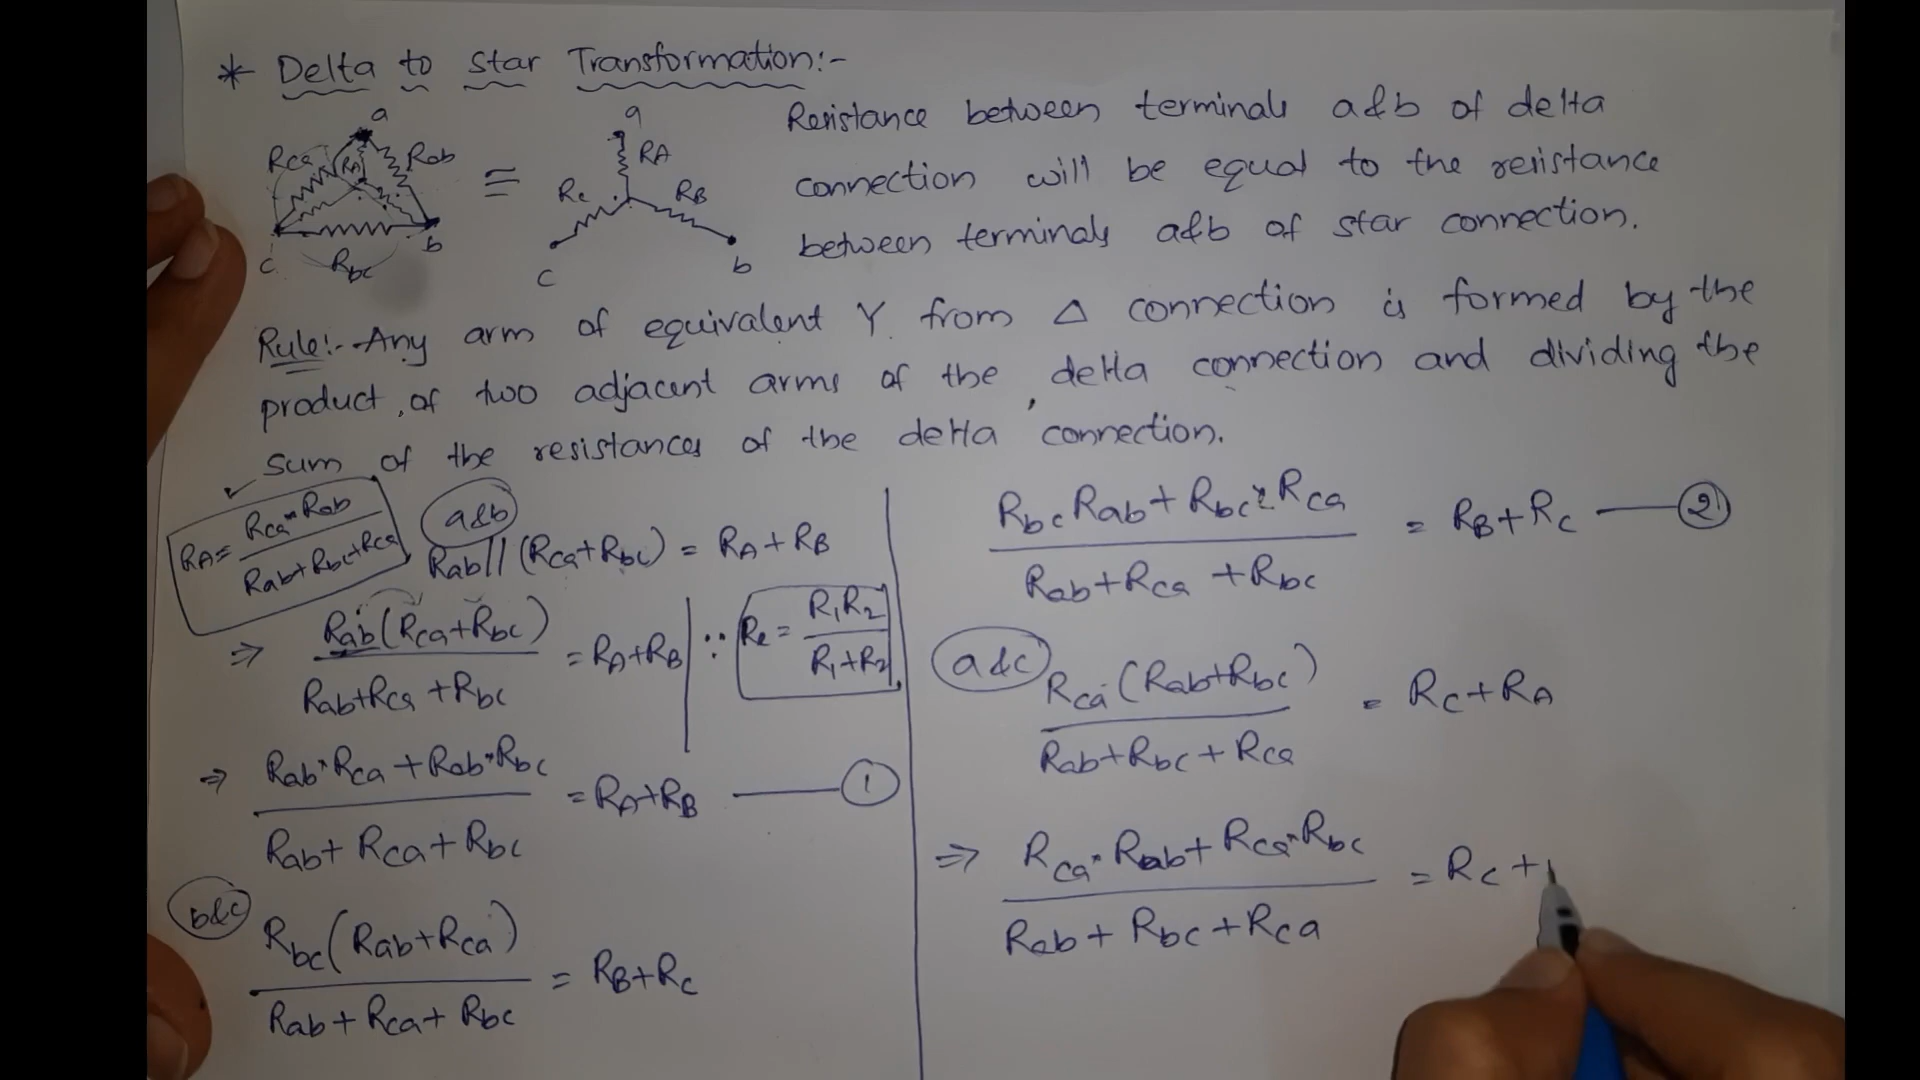 * Delta to Star Transformation:-
a
Rca
RA
Rab
c
Rbc
b
≡
a
RA
Rc
RB
c
b
Resistance between terminals a&b of delta
connection will be equal to the resistance
between terminals a&b of star connection.
Rule:- Any arm of equivalent Y from Δ connection is formed by the
product of two adjacent arms of the delta connection and dividing the
sum of the resistances of the delta connection.
RA = Rca × Rab / Rab+Rbc+Rca
a&b
Rab//(Rca+Rbc) = RA+RB
⇒ Rab(Rca+Rbc) / Rab+Rca+Rbc = RA+RB
∵ Re = R1R2 / R1+R2
⇒ Rab×Rca + Rab×Rbc / Rab+Rca+Rbc = RA+RB —— 1
b&c
Rbc(Rab+Rca) / Rab+Rca+Rbc = RB+Rc
RbcRab + Rbc×Rca / Rab+Rca+Rbc = RB+Rc —— 2
a&c
Rca(Rab+Rbc) / Rab+Rbc+Rca = Rc+RA
⇒ Rca×Rab + Rca×Rbc / Rab+Rbc+Rca = Rc+